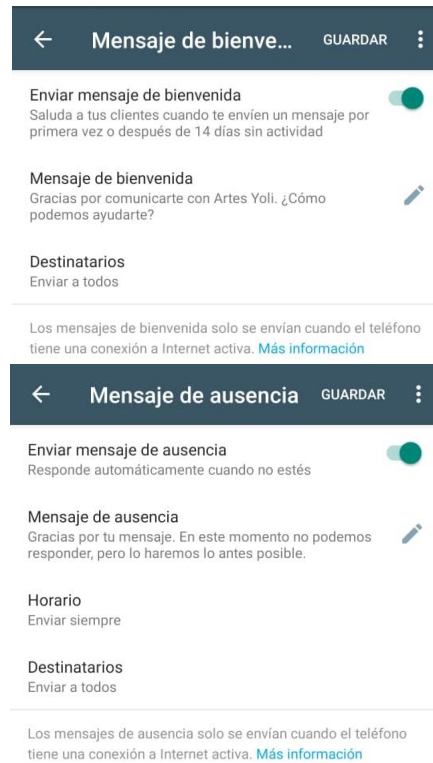 Mensaje de bienve... GUARDAR
Enviar mensaje de bienvenida
Saluda a tus clientes cuando te envíen un mensaje por
primera vez o después de 14 días sin actividad
Mensaje de bienvenida
Gracias por comunicarte con Artes Yoli. ¿Cómo
podemos ayudarte?
Destinatarios
Enviar a todos
Los mensajes de bienvenida solo se envían cuando el teléfono
tiene una conexión a Internet activa. Más información
Mensaje de ausencia GUARDAR
Enviar mensaje de ausencia
Responde automáticamente cuando no estés
Mensaje de ausencia
Gracias por tu mensaje. En este momento no podemos
responder, pero lo haremos lo antes posible.
Horario
Enviar siempre
Destinatarios
Enviar a todos
Los mensajes de ausencia solo se envían cuando el teléfono
tiene una conexión a Internet activa. Más información